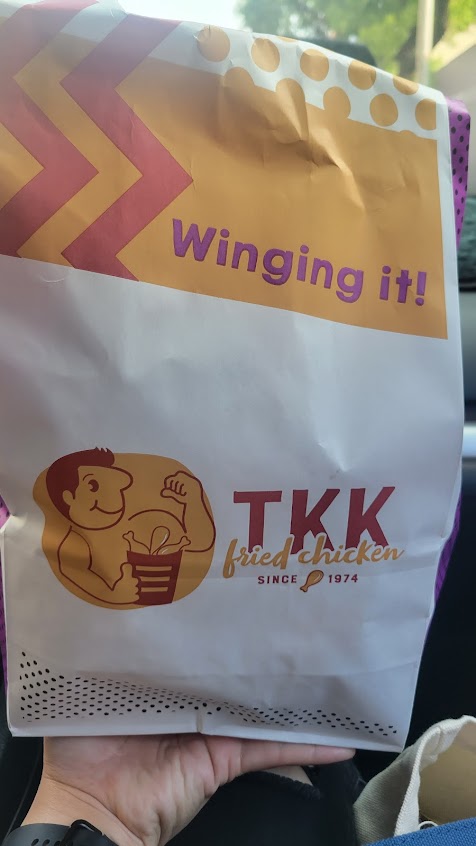 Winging it!
TKK
fried chicken
SINCE 1974